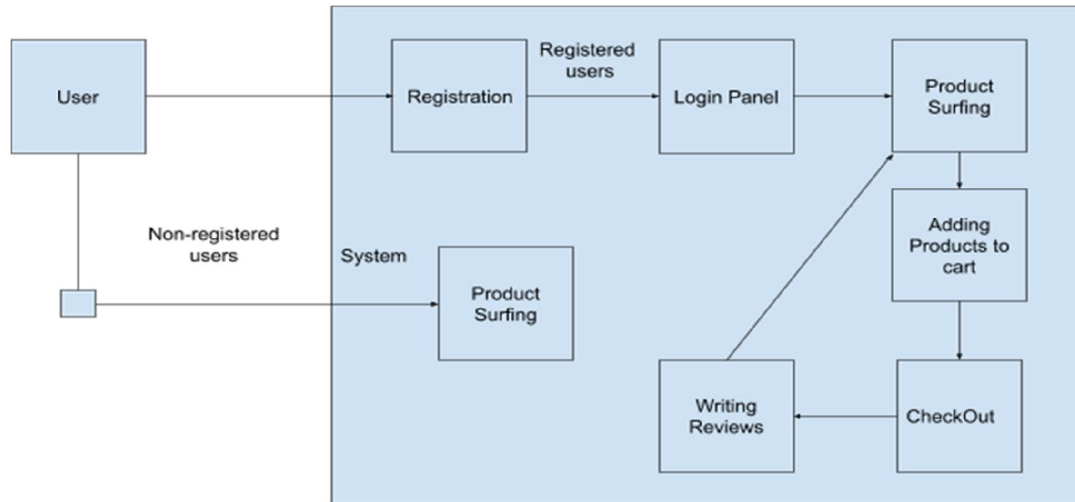 User
Registration
Registered
users
Login Panel
Product
Surfing
Non-registered
users
System
Product
Surfing
Adding
Products to
cart
Writing
Reviews
CheckOut